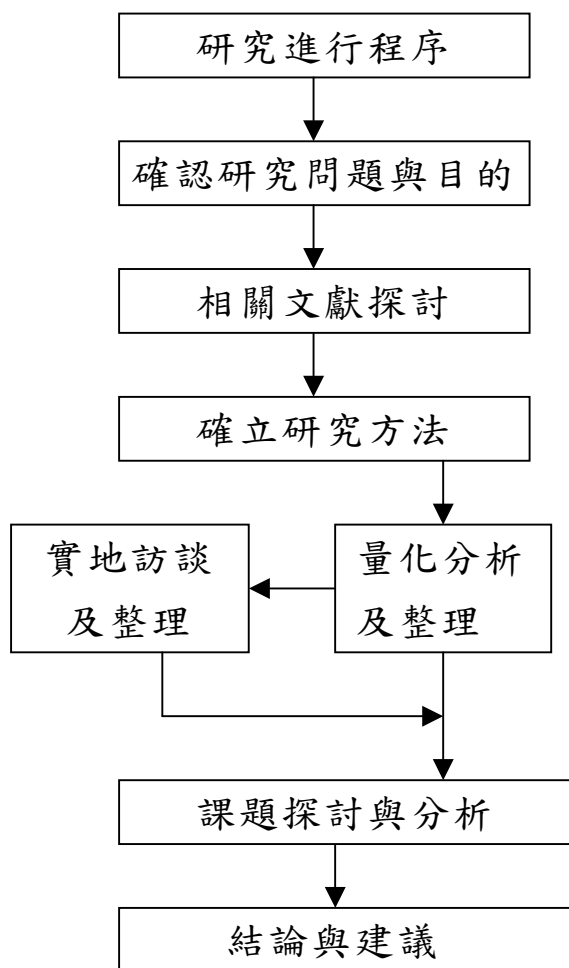 研究進行程序
確認研究問題與目的
相關文獻探討
確立研究方法
實地訪談
及整理
量化分析
及整理
課題探討與分析
結論與建議